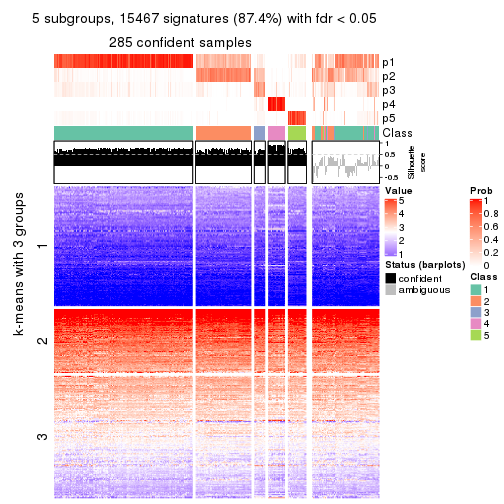 5 subgroups, 15467 signatures (87.4%) with fdr < 0.05
285 confident samples
p1
p2
p3
p4
p5
Class
1
0.5
0
-0.5
Silhouette
score
k-means with 3 groups
1
2
3
Value
5
4
3
2
1
Status (barplots)
confident
ambiguous
Prob
1
0.8
0.6
0.4
0.2
0
Class
1
2
3
4
5